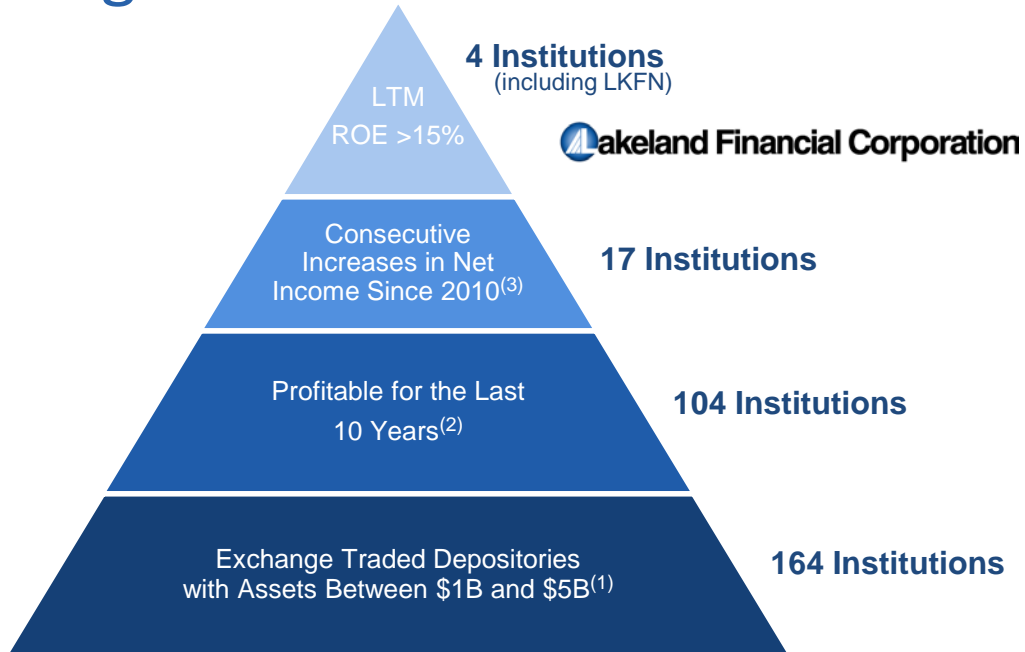 4 Institutions
(including LKFN)
LTM
ROE >15%
Lakeland Financial Corporation
Consecutive
Increases in Net
Income Since 2010(3)
17 Institutions
Profitable for the Last
10 Years(2)
104 Institutions
Exchange Traded Depositories
with Assets Between $1B and $5B(1)
164 Institutions